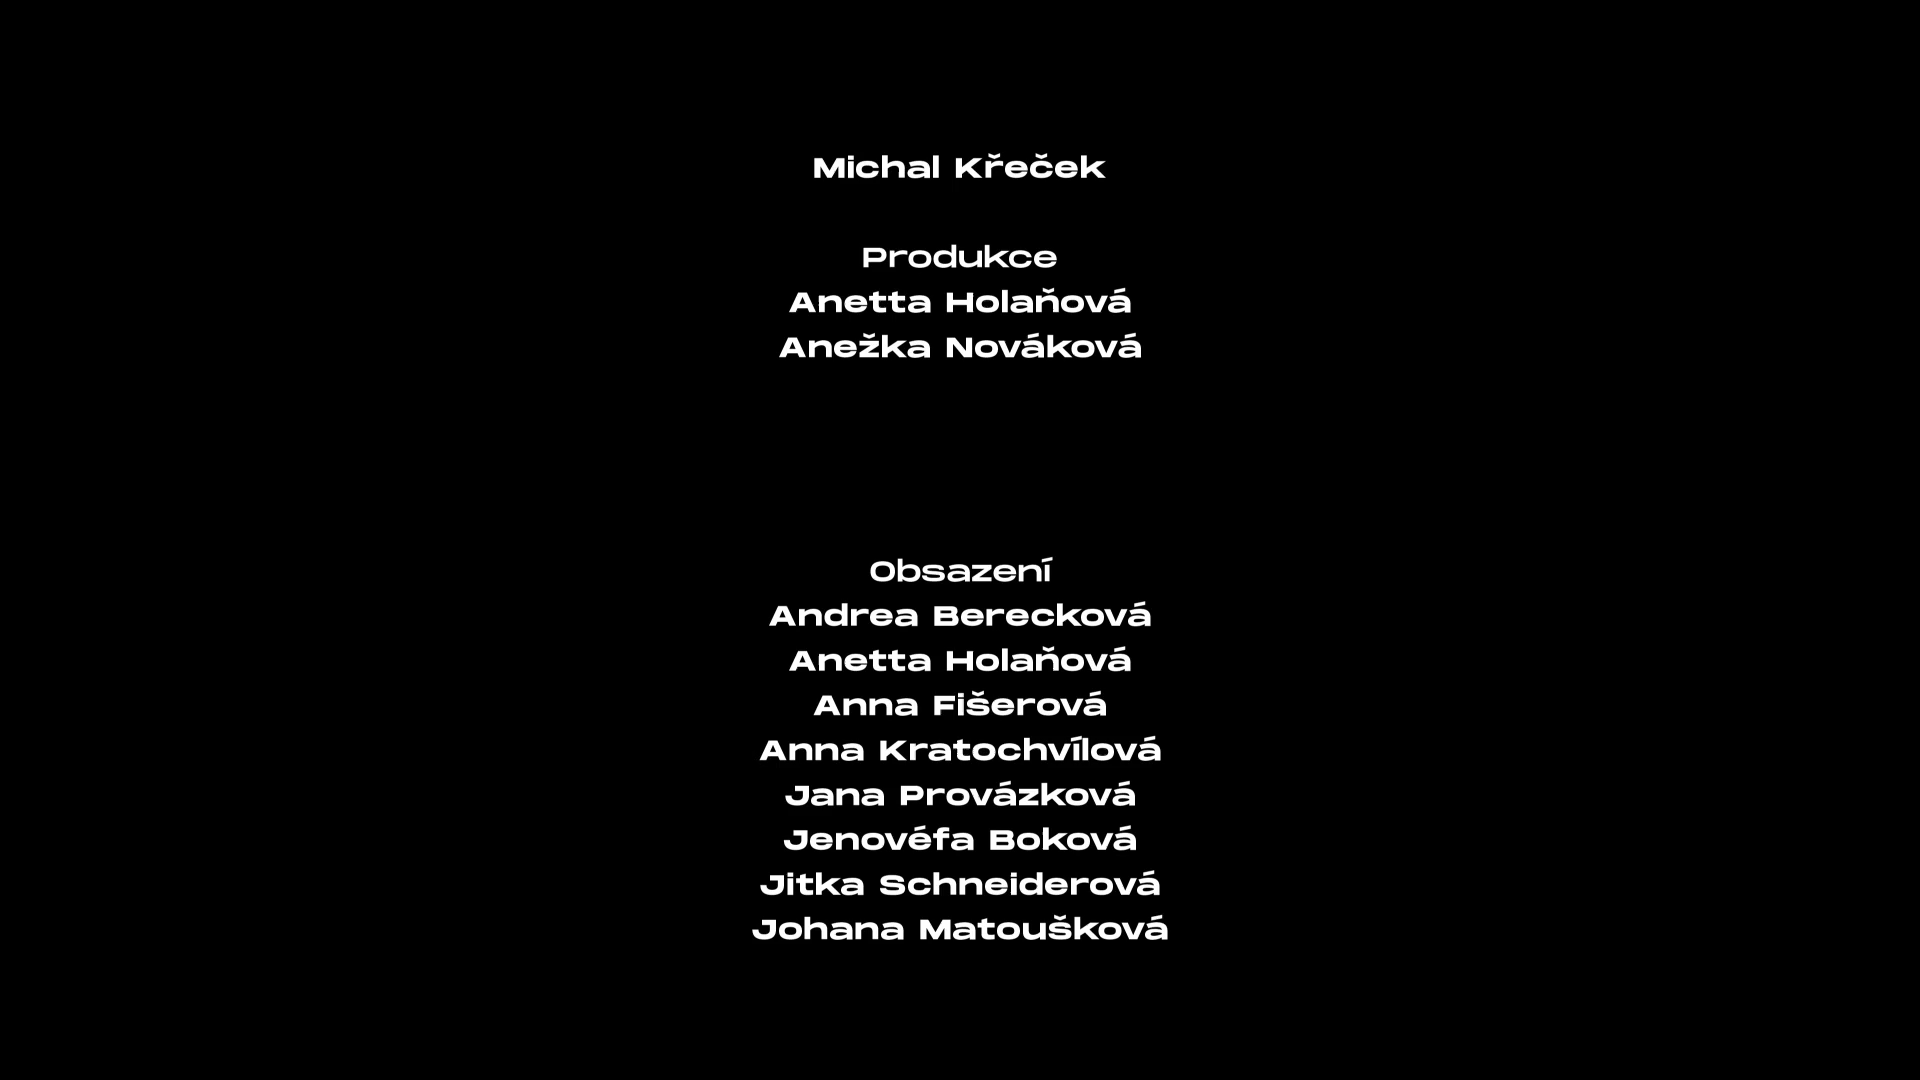 Michal Křeček
Produkce
Anetta Holaňová
Anežka Nováková
Obsazení
Andrea Berecková
Anetta Holaňová
Anna Fišerová
Anna Kratochvílová
Jana Provázková
Jenovéfa Boková
Jitka Schneiderová
Johana Matoušková